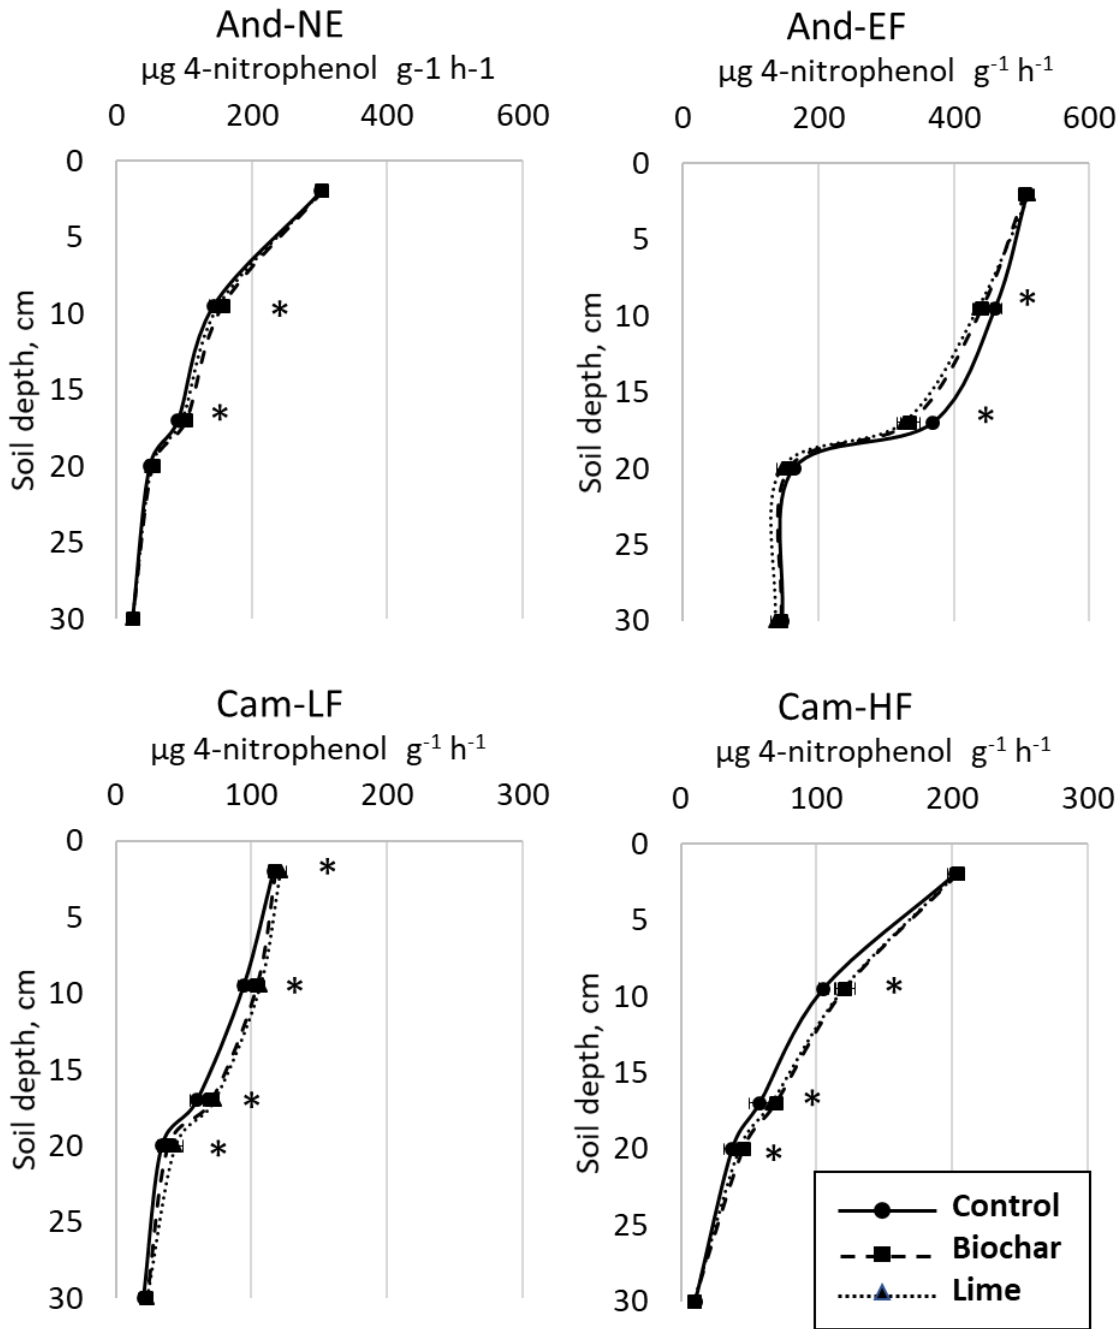 And-NE
µg 4-nitrophenol g-1 h-1
0 200 400 600
0
5
10
15
20
25
30
Soil depth, cm
*
*
And-EF
µg 4-nitrophenol g⁻¹ h⁻¹
0 200 400 600
0
5
10
15
20
25
30
Soil depth, cm
*
*
Cam-LF
µg 4-nitrophenol g⁻¹ h⁻¹
0 100 200 300
0
5
10
15
20
25
30
Soil depth, cm
*
*
*
*
Cam-HF
µg 4-nitrophenol g⁻¹ h⁻¹
0 100 200 300
0
5
10
15
20
25
30
Soil depth, cm
*
*
*
Control
Biochar
Lime